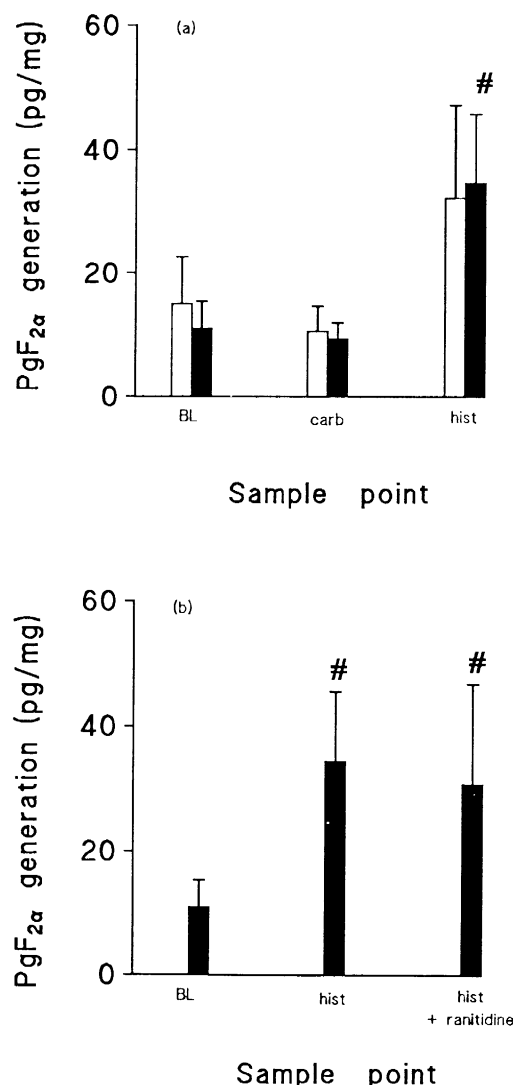 (a)
PgF2α generation (pg/mg)
60
40
20
0
#
BL carb hist
Sample point
(b)
PgF2α generation (pg/mg)
60
40
20
0
# #
BL hist hist
+ ranitidine
Sample point